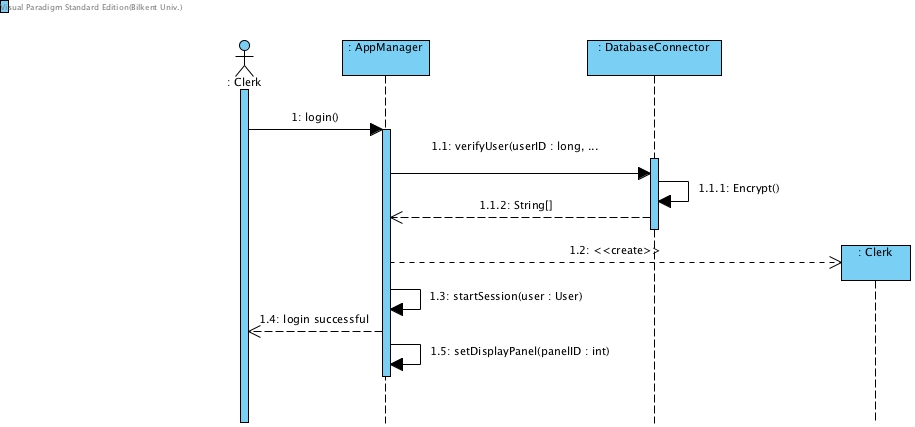 Visual Paradigm Standard Edition(Bilkent Univ.)
: AppManager
: DatabaseConnector
: Clerk
1: login()
1.1: verifyUser(userID : long, ...
1.1.1: Encrypt()
1.1.2: String[]
1.2: <<create>>
: Clerk
1.3: startSession(user : User)
1.4: login successful
1.5: setDisplayPanel(panelID : int)